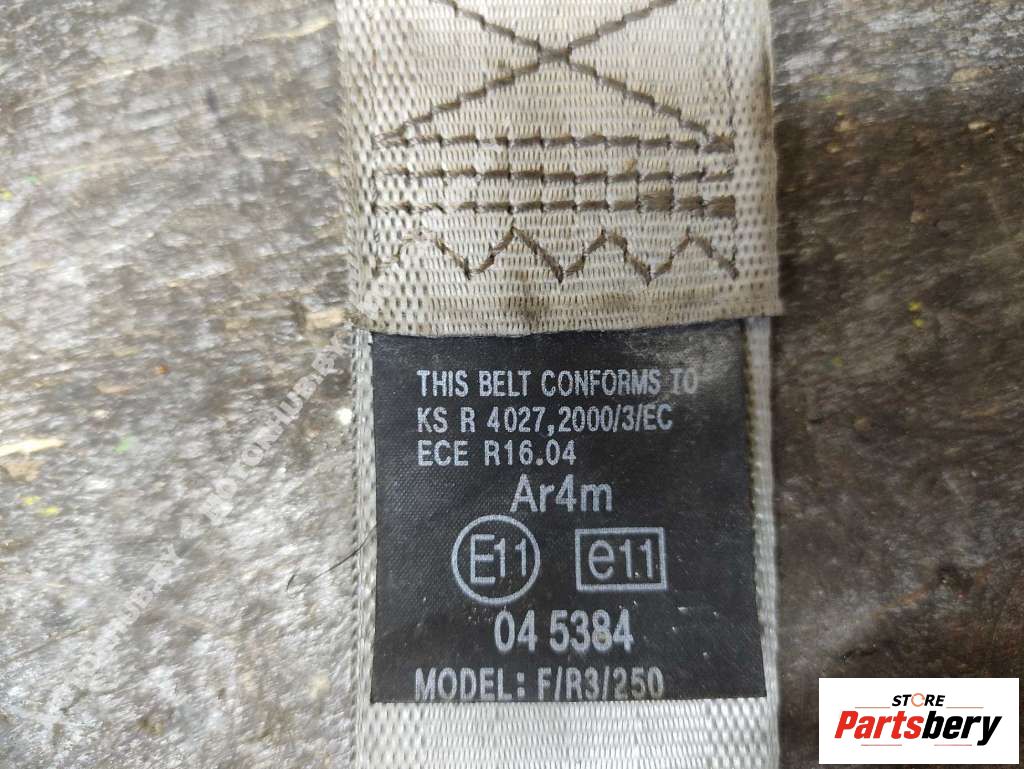 THIS BELT CONFORMS TO
KS R 4027,2000/3/EC
ECE R16.04
Ar4m
E11 e11
04 5384
MODEL: F/R3/250
STORE
Partsbery